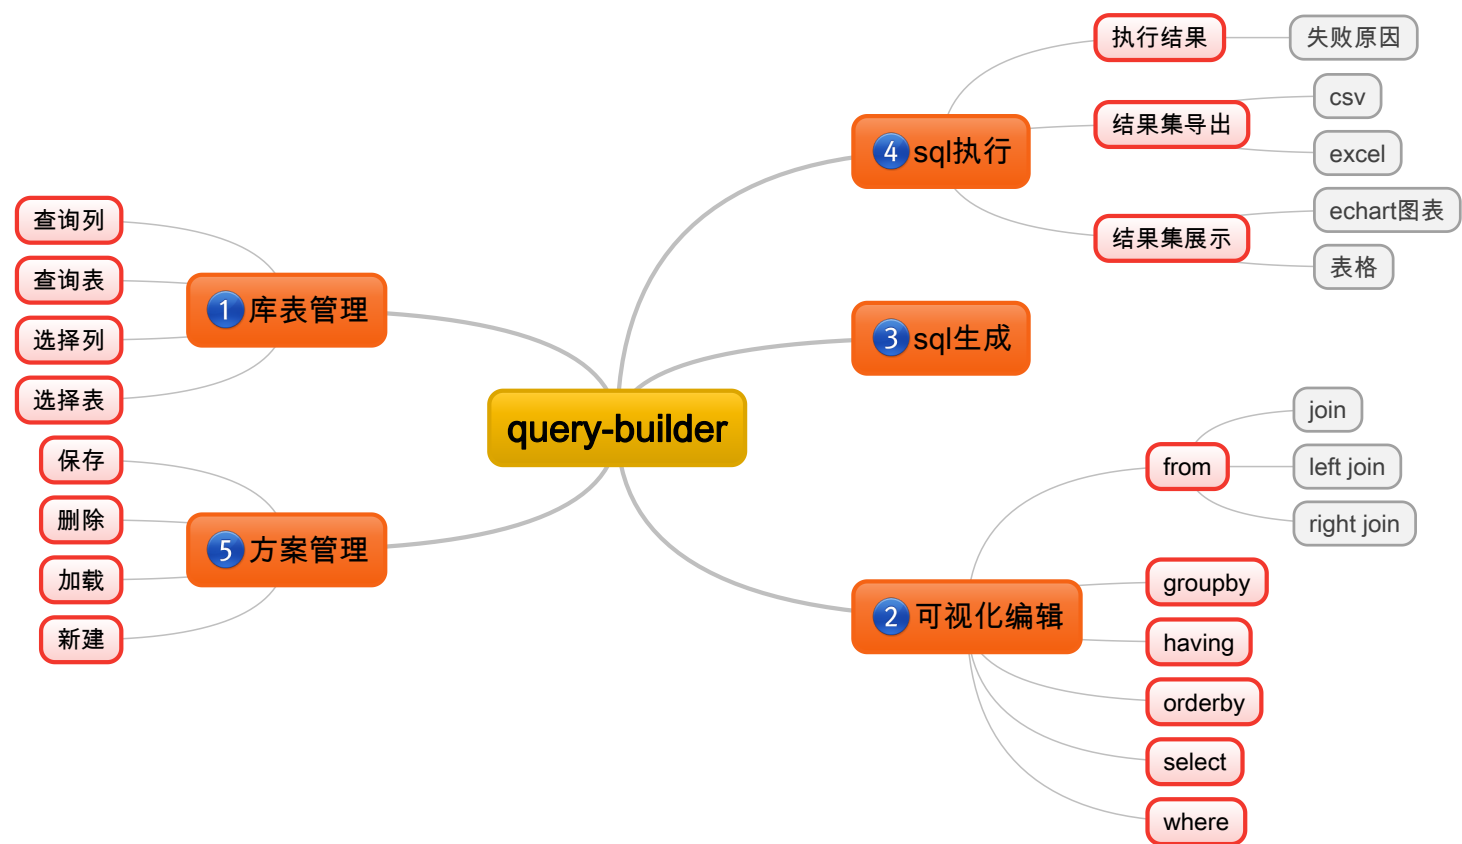 query-builder
1 库表管理
查询列
查询表
选择列
选择表
2 可视化编辑
from
join
left join
right join
groupby
having
orderby
select
where
3 sql生成
4 sql执行
执行结果
失败原因
结果集导出
csv
excel
结果集展示
echart图表
表格
5 方案管理
保存
删除
加载
新建